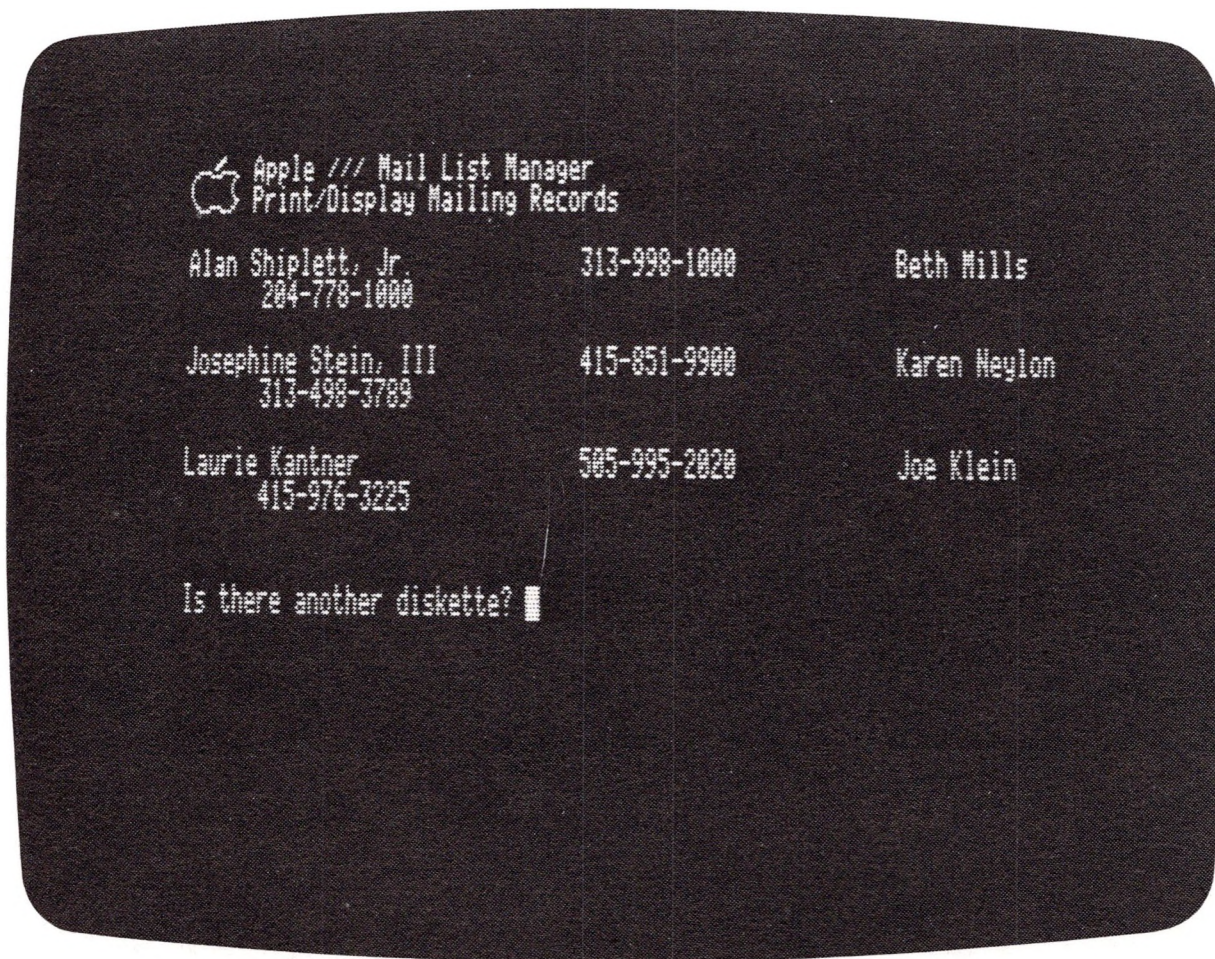 Apple /// Mail List Manager
Print/Display Mailing Records
Alan Shiplett, Jr. 313-998-1000 Beth Mills
204-778-1000
Josephine Stein, III 415-851-9900 Karen Neylon
313-498-3789
Laurie Kantner 505-995-2020 Joe Klein
415-976-3225
Is there another diskette?